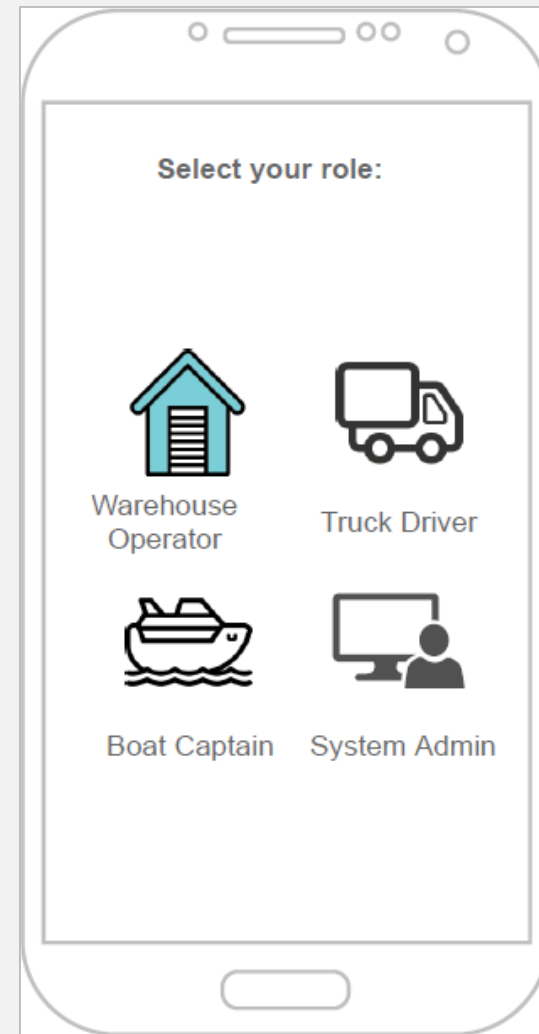 Select your role:
Warehouse
Operator
Truck Driver
Boat Captain
System Admin